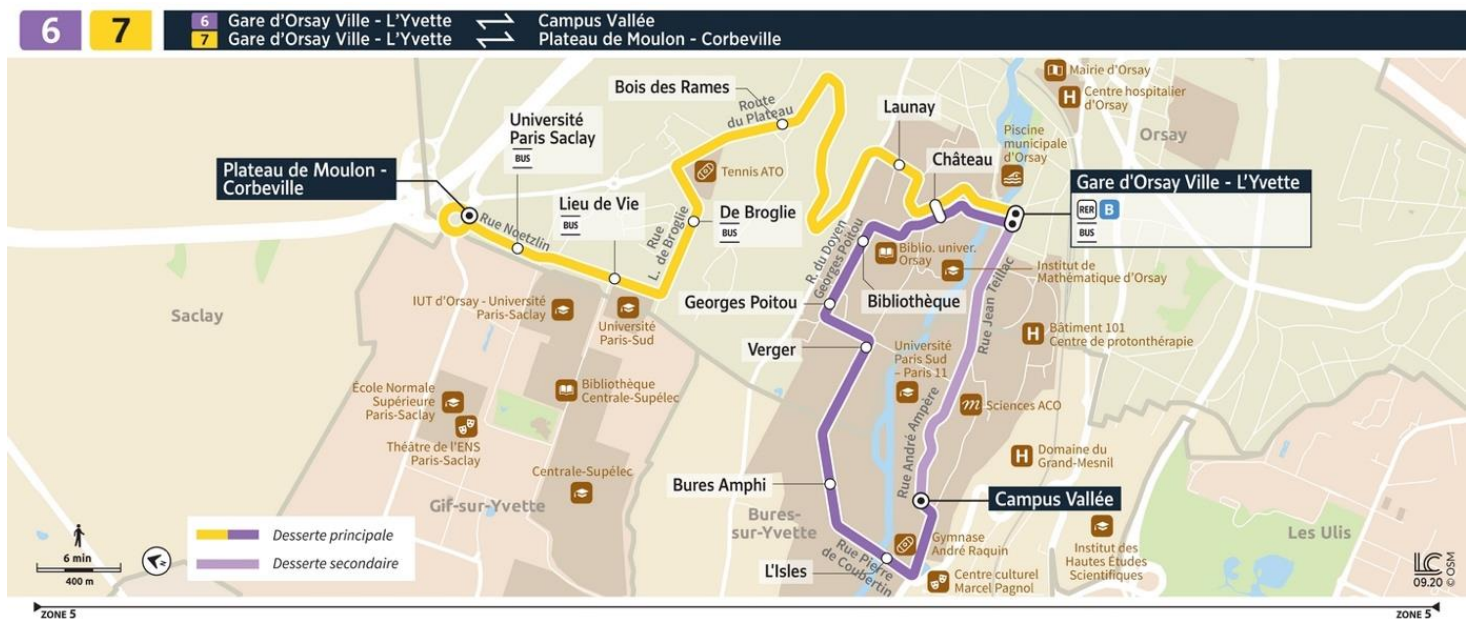 6 7
6 Gare d'Orsay Ville - L'Yvette Campus Vallée
7 Gare d'Orsay Ville - L'Yvette Plateau de Moulon - Corbeville
Mairie d'Orsay
Centre hospitalier
d'Orsay
Orsay
Bois des Rames
Route
du Plateau
Launay
Piscine
municipale
d'Orsay
Université
Paris Saclay
BUS
Château
Plateau de Moulon -
Corbeville
Tennis ATO
Gare d'Orsay Ville - L'Yvette
RER B
BUS
Lieu de Vie
BUS
De Broglie
BUS
Rue Noetzlin
Rue
L. de Broglie
R. du Doyen
Georges Poitou
Biblio. univer.
Orsay
Institut de
Mathématique d'Orsay
Georges Poitou
Bibliothèque
Rue Jean Teillac
IUT d'Orsay - Université
Paris-Saclay
Saclay
Université
Paris-Sud
Verger
H
Bâtiment 101
Centre de protonthérapie
Université
Paris Sud
– Paris 11
École Normale
Supérieure
Paris-Saclay
Bibliothèque
Centrale-Supélec
Sciences ACO
Théâtre de l'ENS
Paris-Saclay
Rue André Ampère
H
Domaine du
Grand-Mesnil
Centrale-Supélec
Bures Amphi
Campus Vallée
Gif-sur-Yvette
Bures-
sur-Yvette
Les Ulis
Desserte principale
Desserte secondaire
Gymnase
André Raquin
Institut des
Hautes Études
Scientifiques
6 min
400 m
Rue Pierre
de Coubertin
L'Isles
Centre culturel
Marcel Pagnol
LC
09.20 © OSM
ZONE 5 ZONE 5